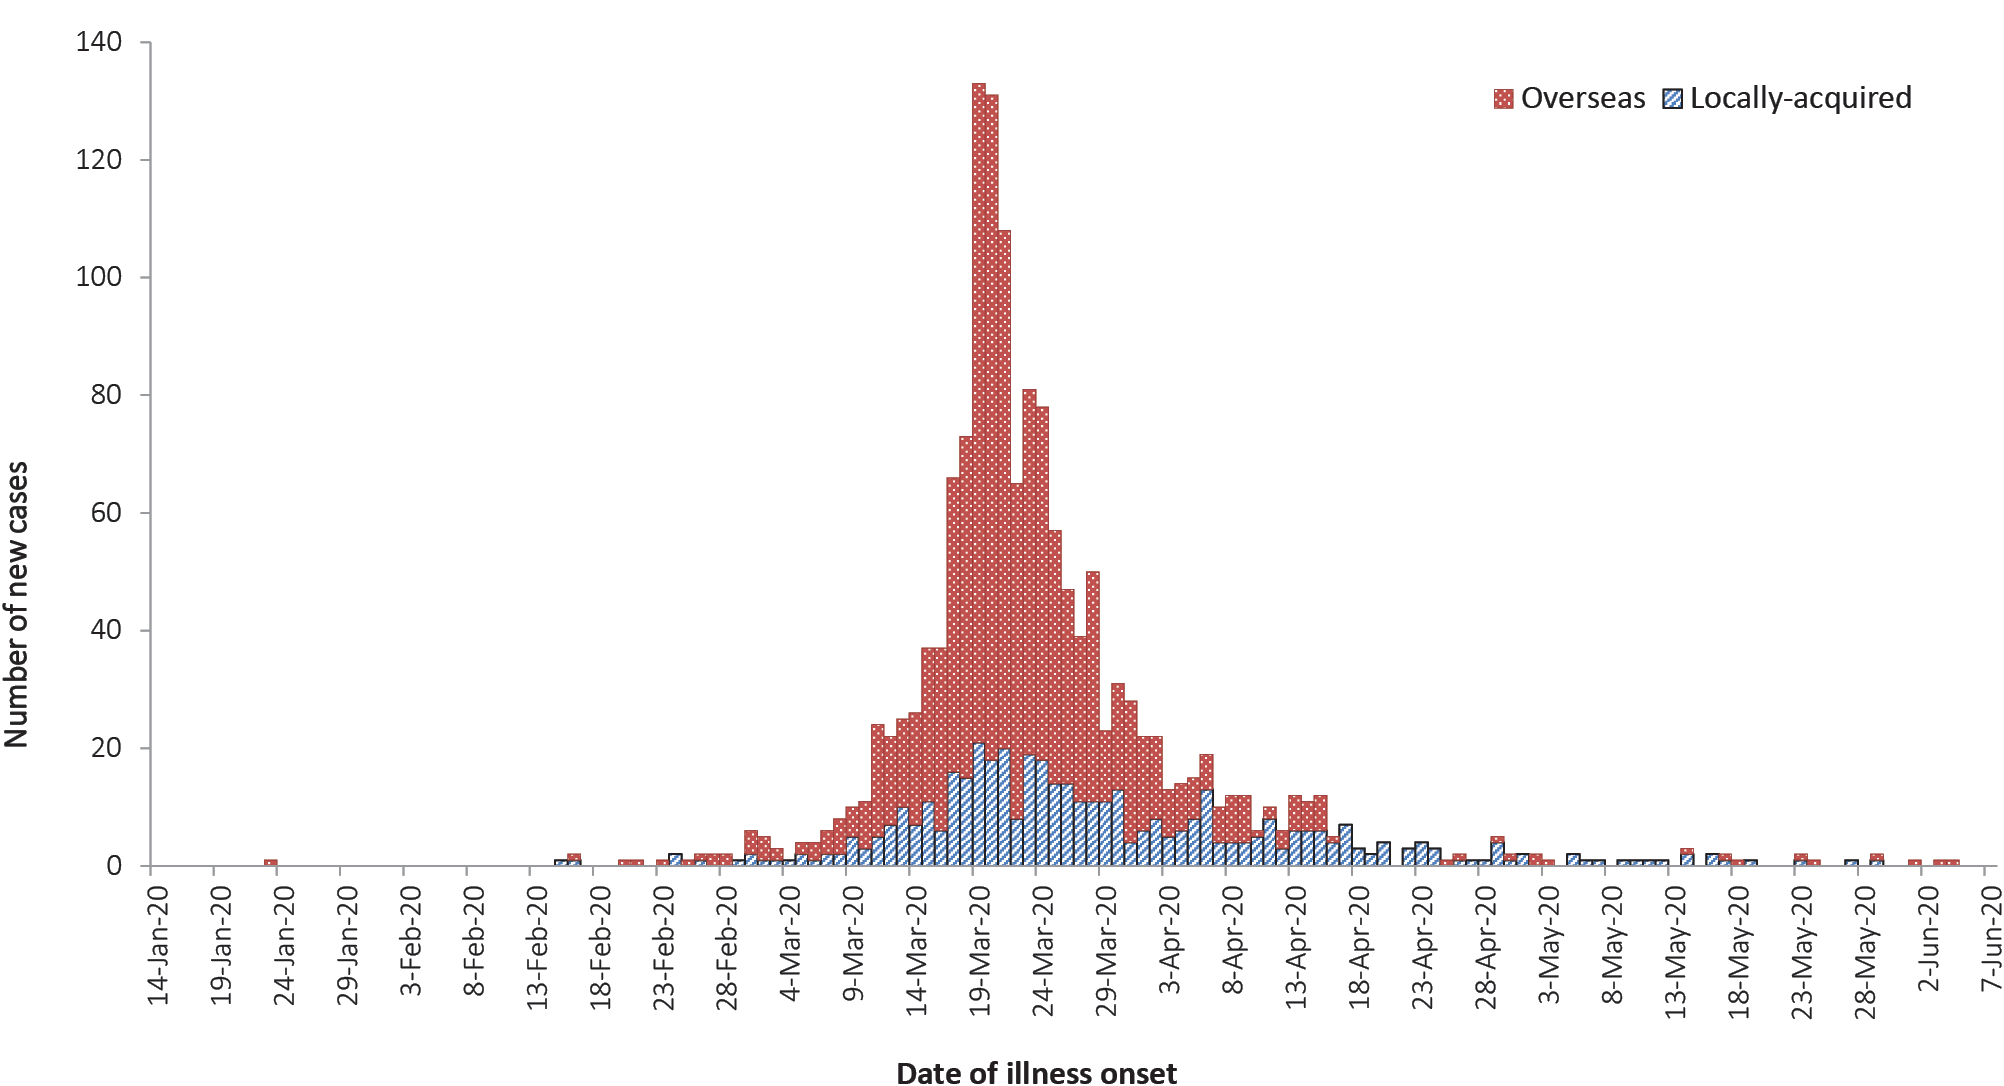 140
120
100
80
60
40
20
0
Number of new cases
Overseas Locally-acquired
14-Jan-20
19-Jan-20
24-Jan-20
29-Jan-20
3-Feb-20
8-Feb-20
13-Feb-20
18-Feb-20
23-Feb-20
28-Feb-20
4-Mar-20
9-Mar-20
14-Mar-20
19-Mar-20
24-Mar-20
29-Mar-20
3-Apr-20
8-Apr-20
13-Apr-20
18-Apr-20
23-Apr-20
28-Apr-20
3-May-20
8-May-20
13-May-20
18-May-20
23-May-20
28-May-20
2-Jun-20
7-Jun-20
Date of illness onset